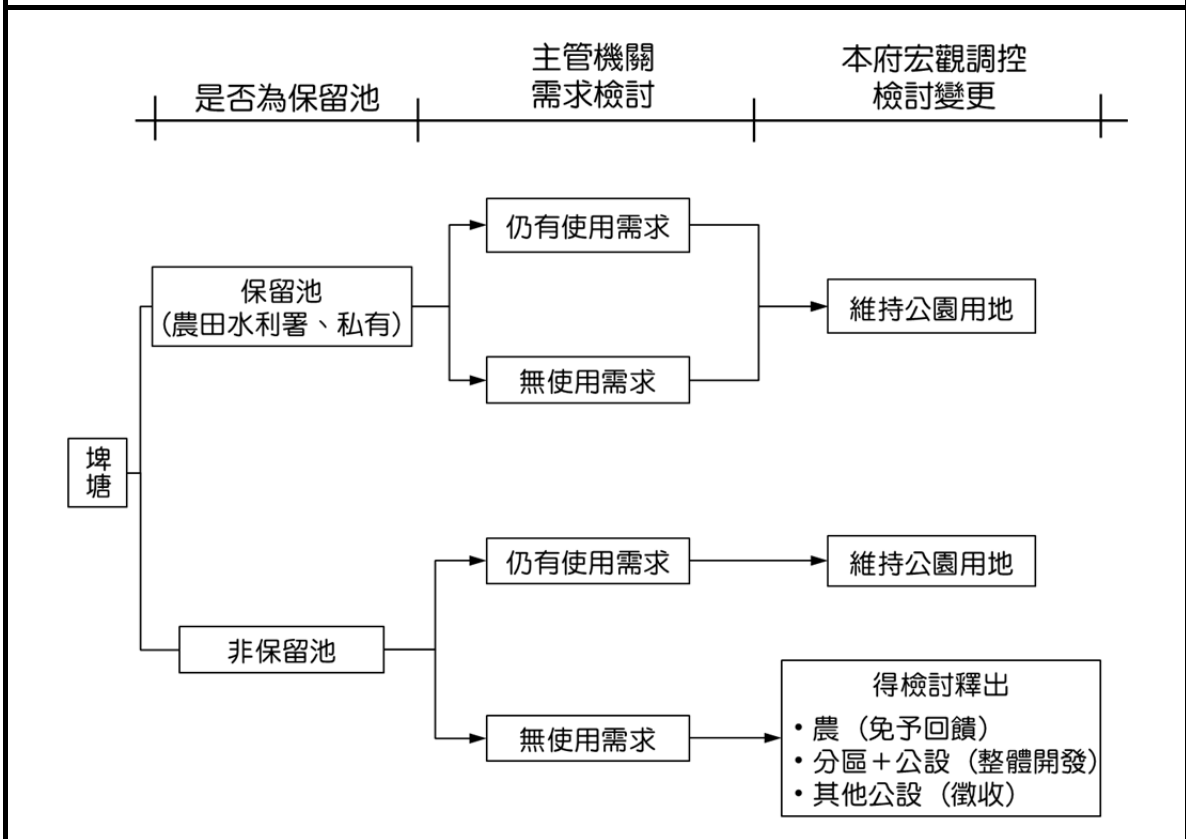 是否為保留池
主管機關
需求檢討
本府宏觀調控
檢討變更
埤
塘
保留池
(農田水利署、私有)
仍有使用需求
無使用需求
維持公園用地
非保留池
仍有使用需求
維持公園用地
無使用需求
得檢討釋出
•農（免予回饋）
•分區＋公設（整體開發）
•其他公設（徵收）